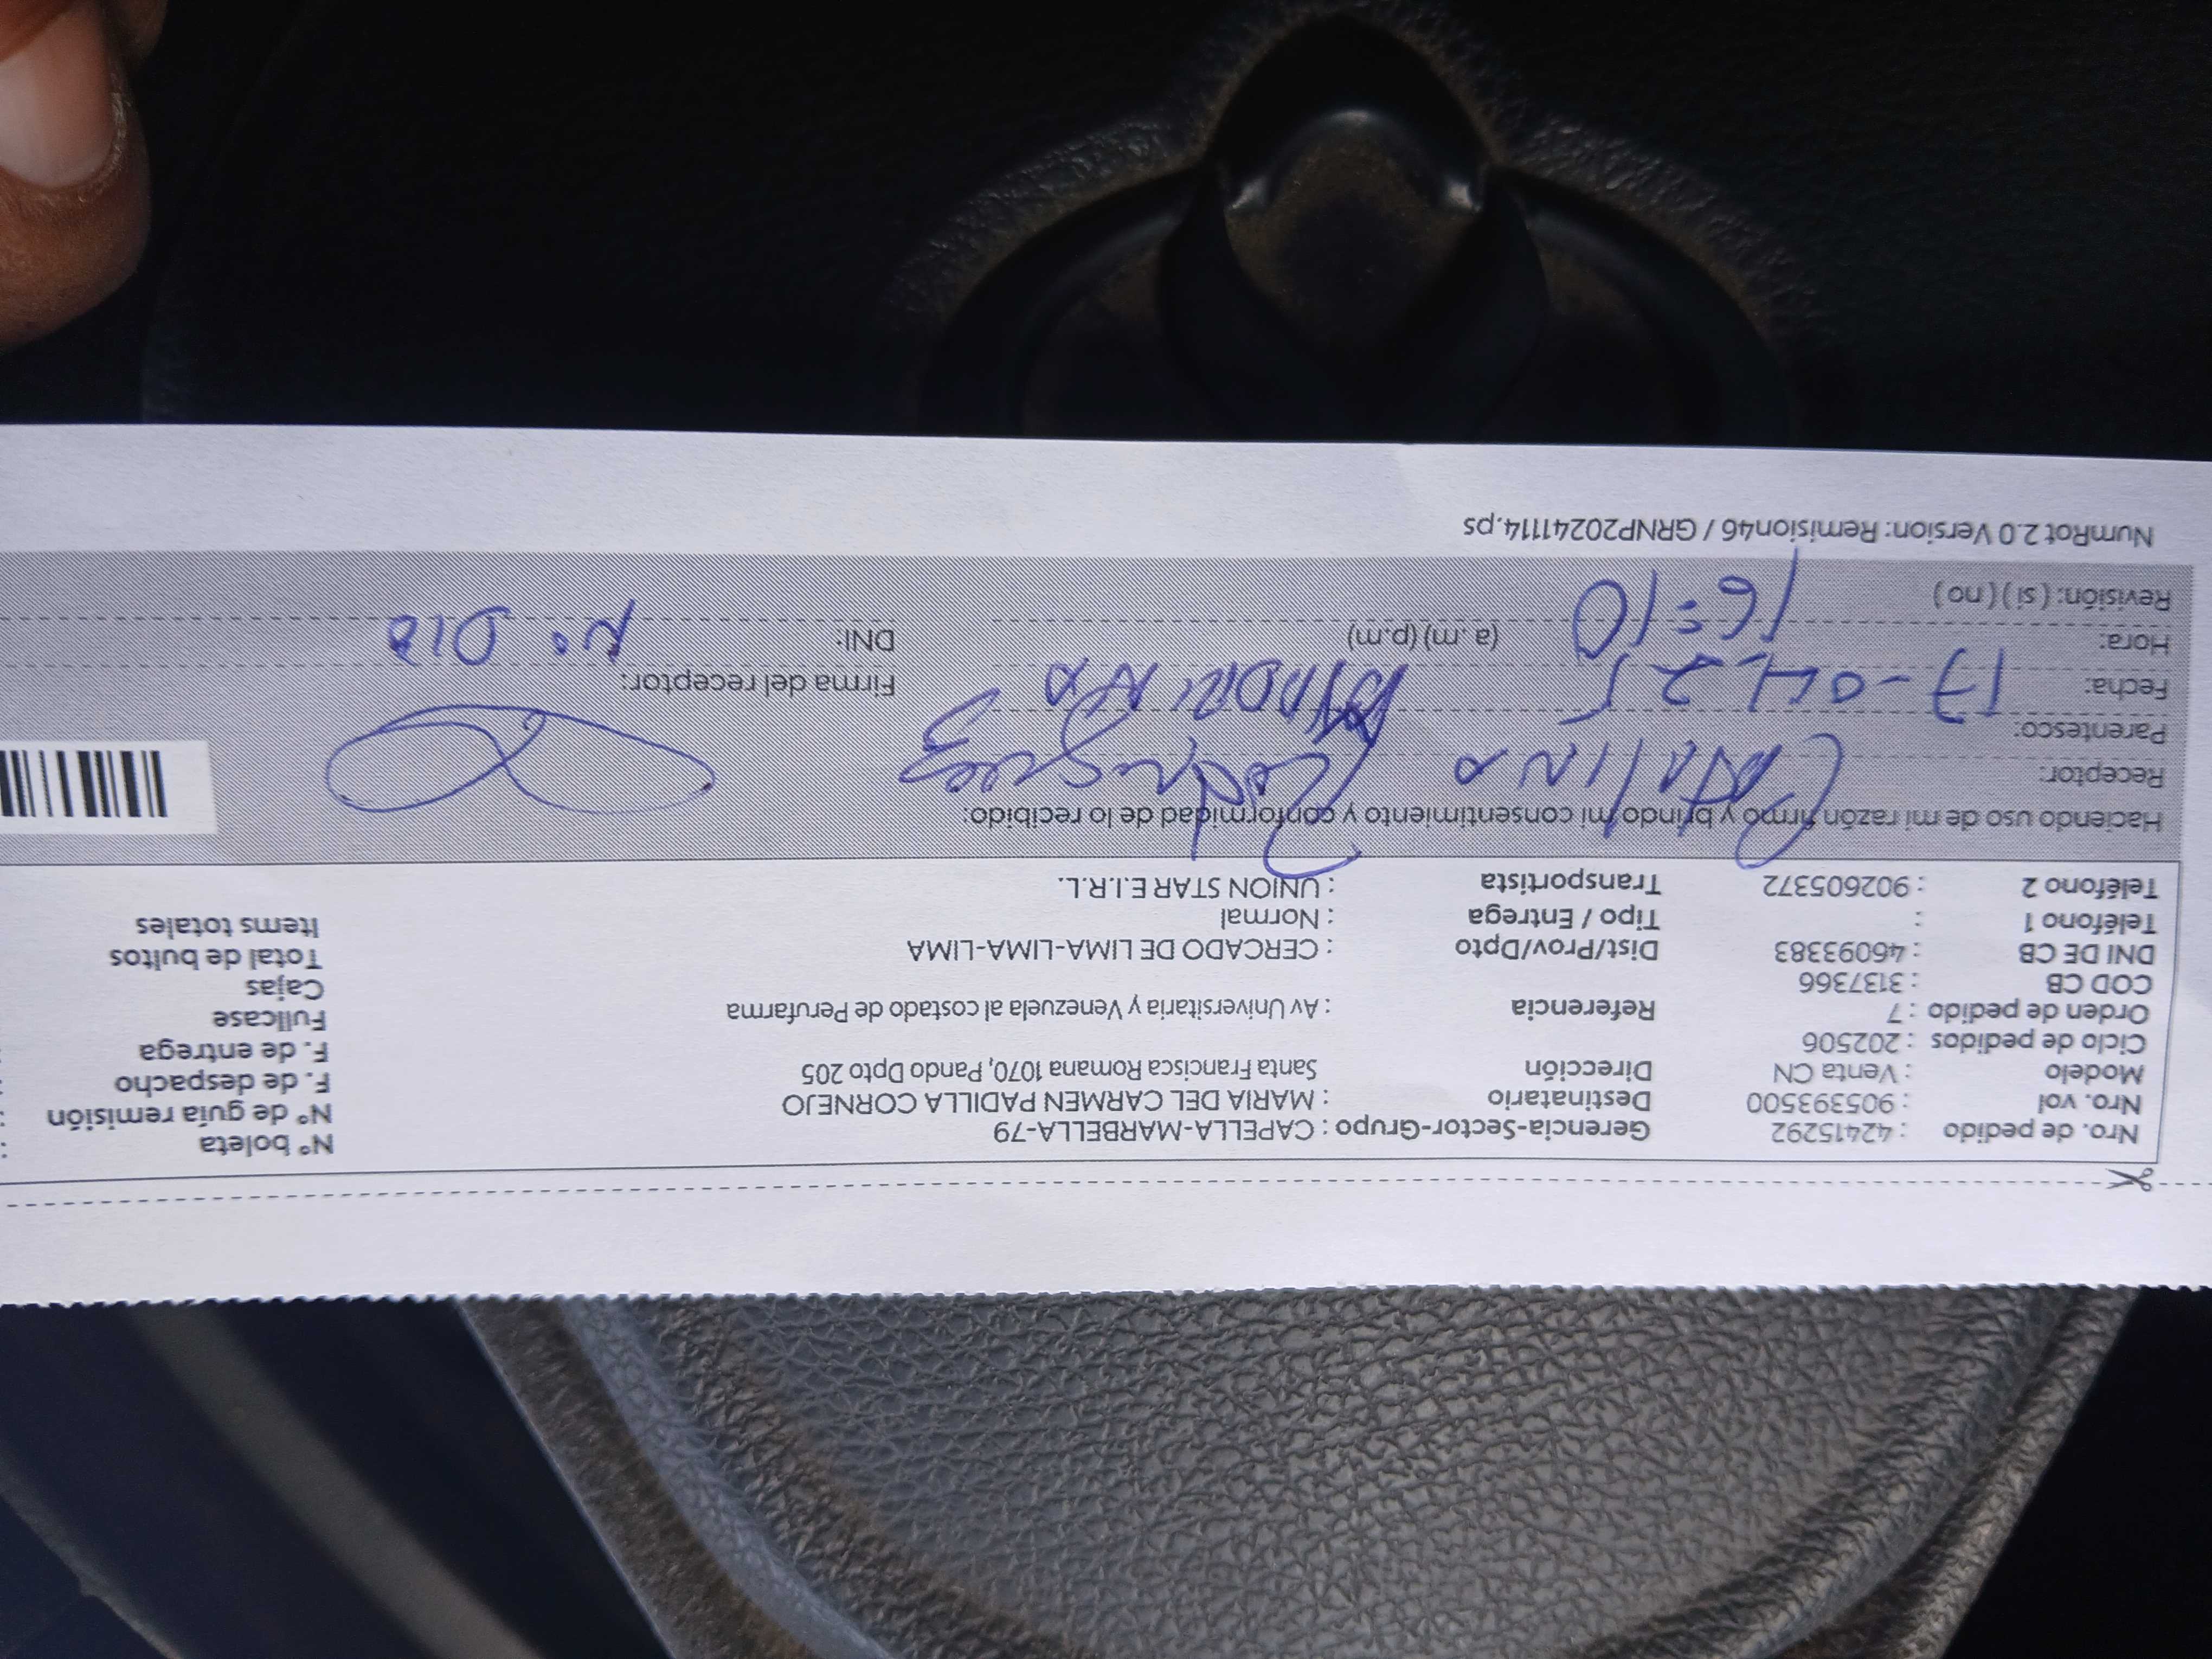 Nro. de pedido : 42415292 Gerencia-Sector-Grupo : CAPELLA-MARBELLA-79 Nº boleta :
Nro. vol : 905393500 Destinatario : MARIA DEL CARMEN PADILLA CORNEJO Nº de guía remisión :
Modelo : Venta CN Dirección Santa Francisca Romana 1070, Pando Dpto 205 F. de despacho :
Ciclo de pedidos : 202506 F. de entrega :
Orden de pedido : 7 Referencia : Av Universitaria y Venezuela al costado de Perufarma Fullcase
COD CB : 3137366 Cajas
DNI DE CB : 46093383 Dist/Prov/Dpto : CERCADO DE LIMA-LIMA-LIMA Total de bultos
Teléfono 1 : Tipo / Entrega : Normal Items totales
Teléfono 2 : 902605372 Transportista : UNION STAR E.I.R.L.
Haciendo uso de mi razón firmo y brindo mi consentimiento y conformidad de lo recibido:
Receptor: Catalina Rodriguez
Parentesco:
Fecha: 17-04-25 Firma del receptor:
Hora: 16:10 (a.m) (p.m) DNI: No DIO
Revisión: ( si ) ( no )
NumRot 2.0 Version: Remision46 / GRNP20241114.ps